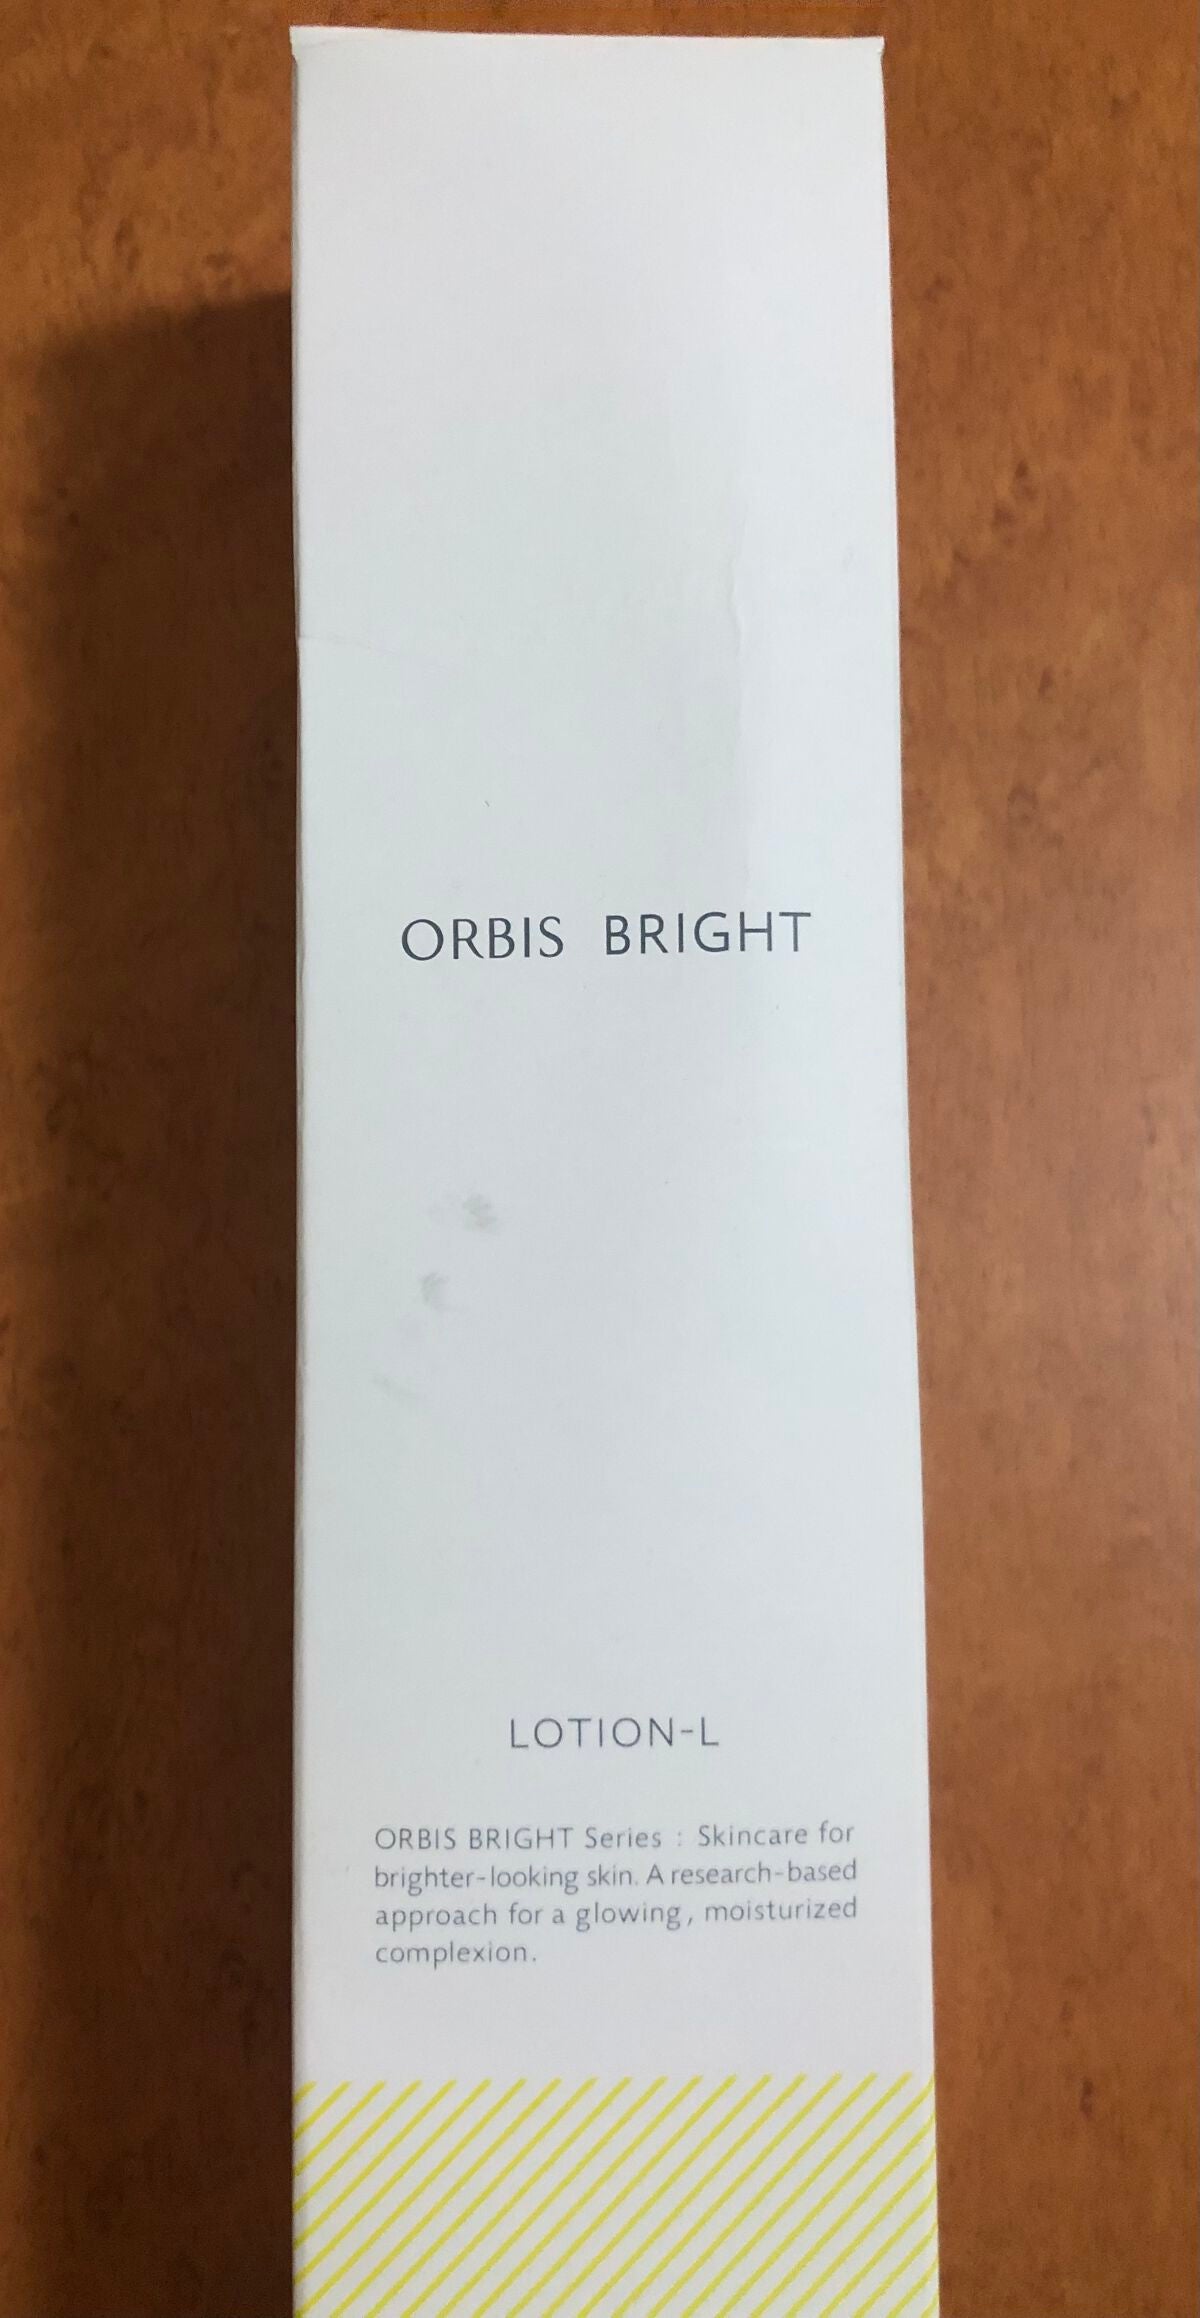 ORBIS BRIGHT
LOTION-L
ORBIS BRIGHT Series : Skincare for
brighter-looking skin. A research-based
approach for a glowing, moisturized
complexion.